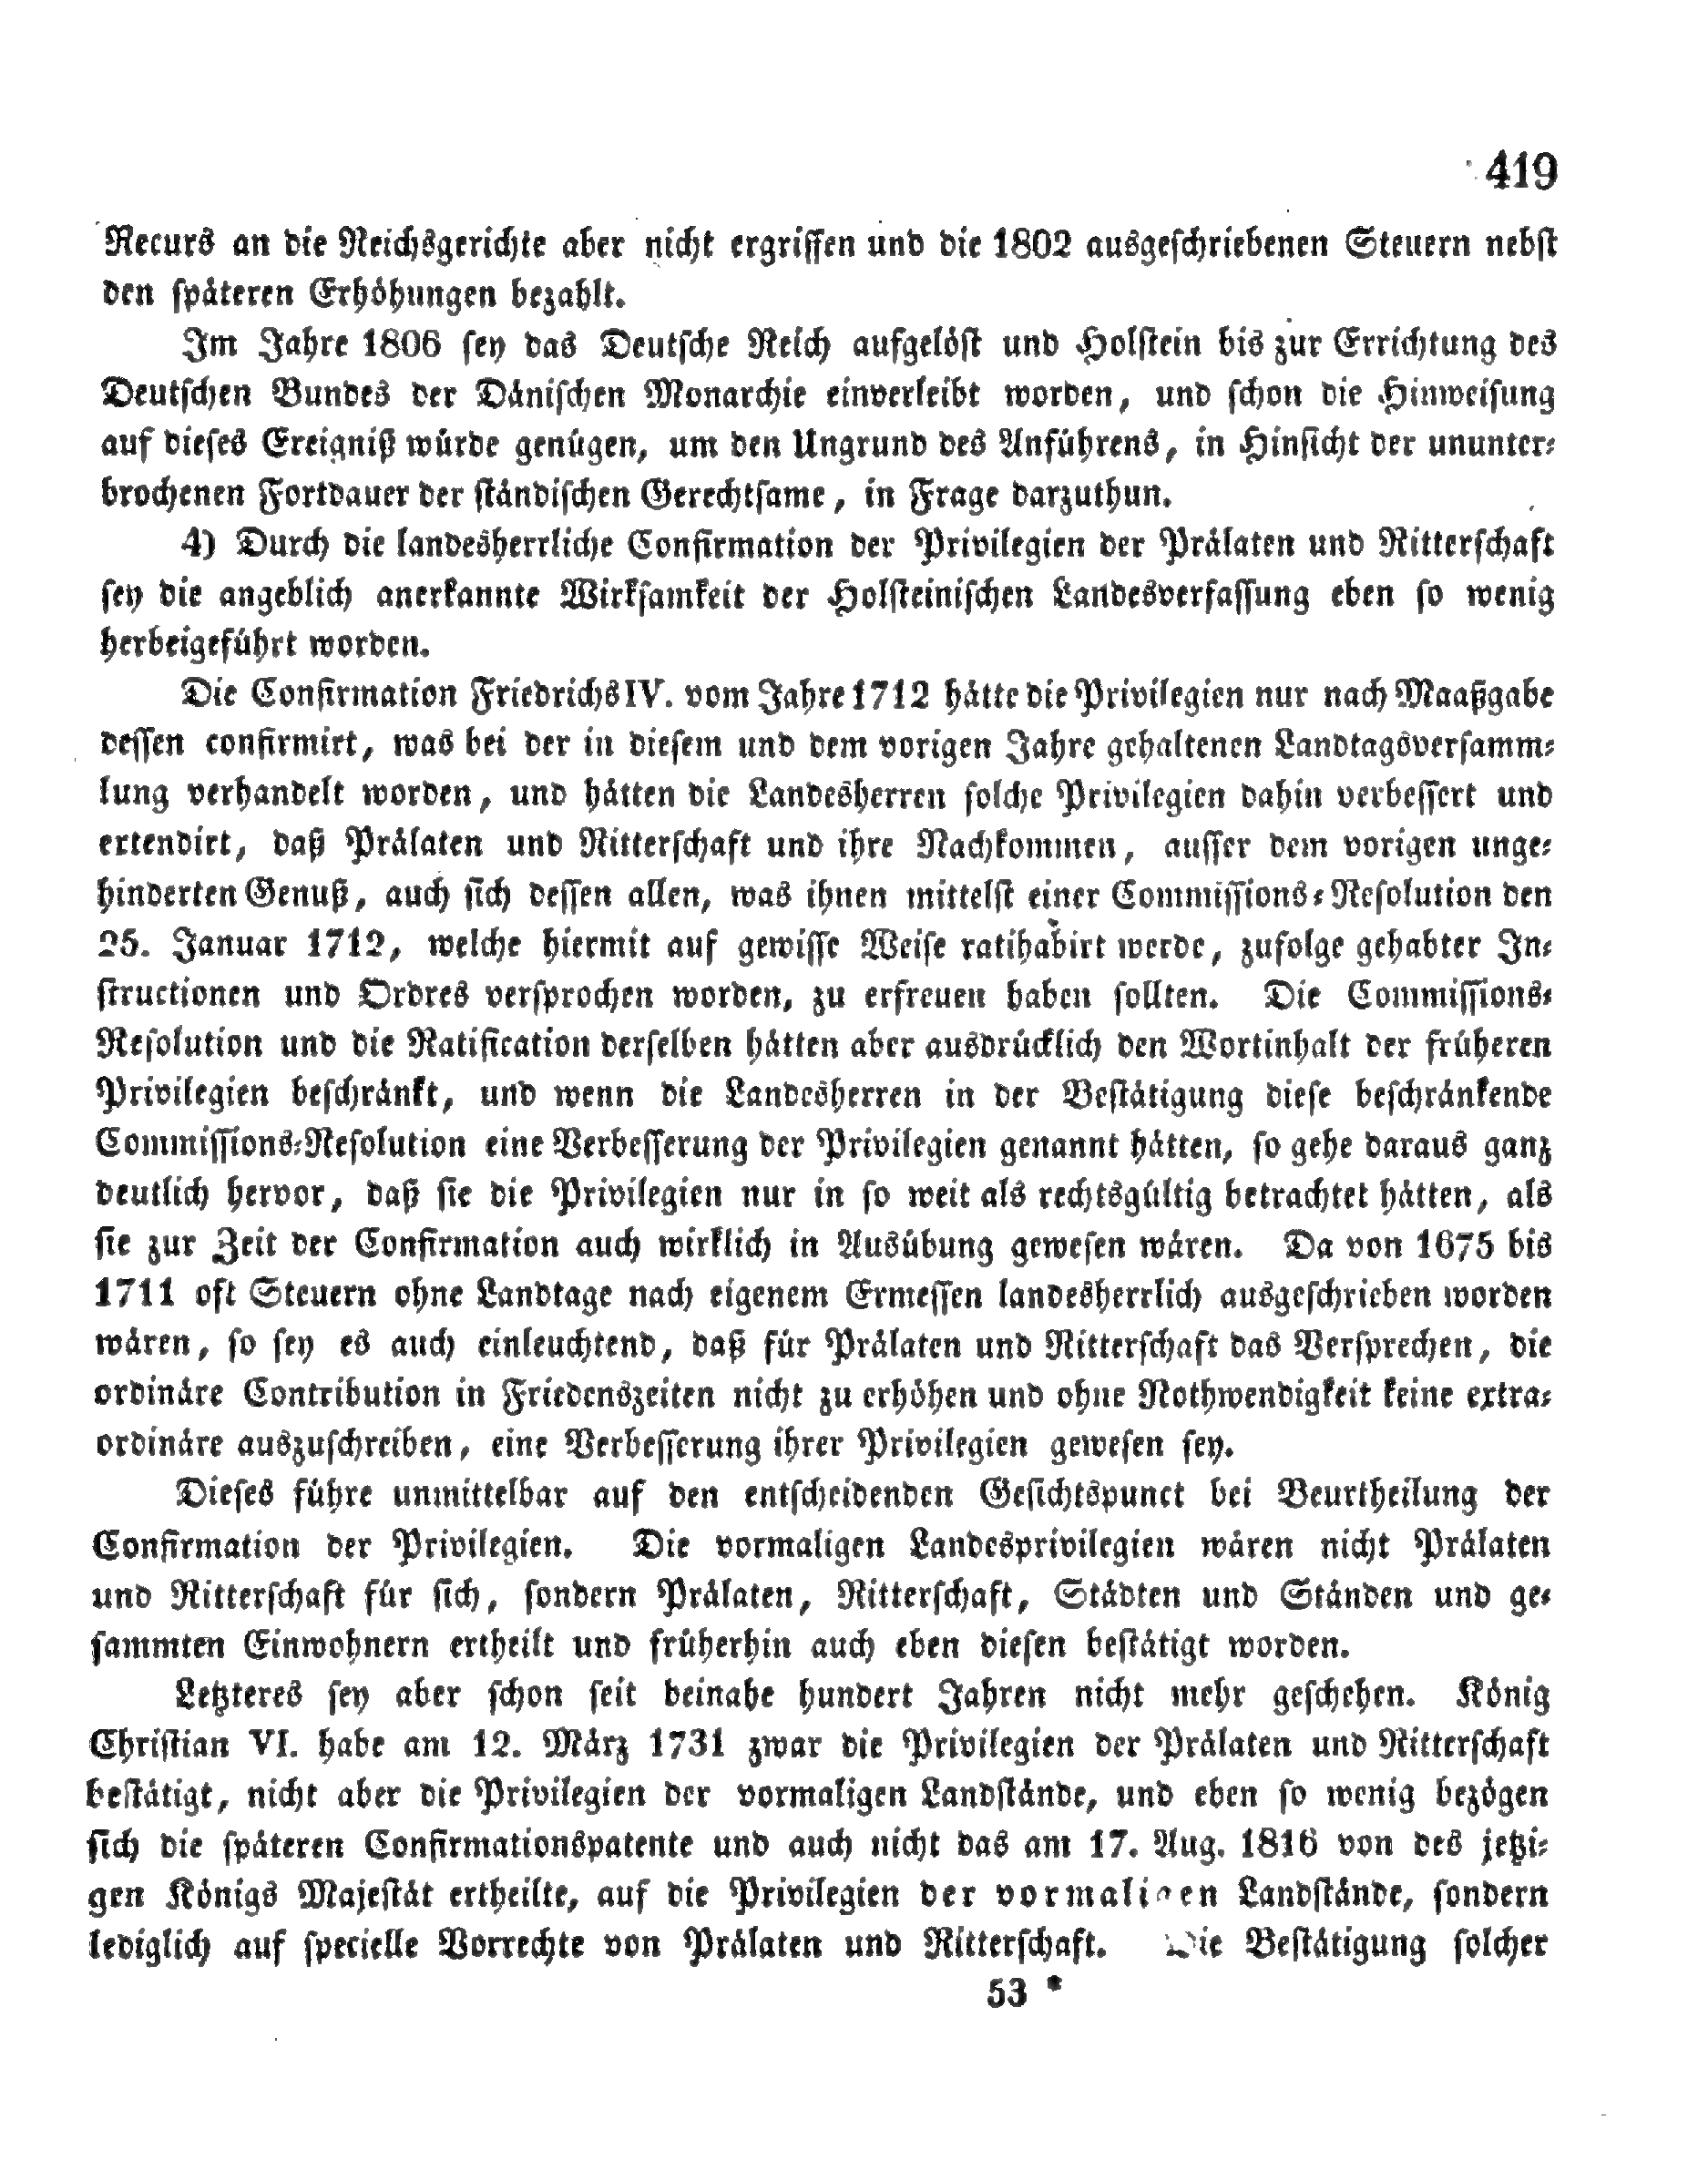 419
Recurs an die Reichsgerichte aber nicht ergriffen und die 1802 ausgeschriebenen Steuern nebst
den späteren Erhöhungen bezahlt.
Im Jahre 1806 sey das Deutsche Reich aufgelöst und Holstein bis zur Errichtung des
Deutschen Bundes der Dänischen Monarchie einverleibt worden, und schon die Hinweisung
auf dieses Ereigniß würde genügen, um den Ungrund des Anführens, in Hinsicht der ununter-
brochenen Fortdauer der ständischen Gerechtsame, in Frage darzuthun.
4) Durch die landesherrliche Confirmation der Privilegien der Prälaten und Ritterschaft
sey die angeblich anerkannte Wirksamkeit der Holsteinischen Landesverfassung eben so wenig
herbeigeführt worden.
Die Confirmation Friedrichs IV. vom Jahre 1712 hätte die Privilegien nur nach Maaßgabe
dessen confirmirt, was bei der in diesem und dem vorigen Jahre gehaltenen Landtagsversamm-
lung verhandelt worden, und hätten die Landesherren solche Privilegien dahin verbessert und
extendirt, daß Prälaten und Ritterschaft und ihre Nachkommen, ausser dem vorigen unge-
hinderten Genuß, auch sich dessen allen, was ihnen mittelst einer Commissions-Resolution den
25. Januar 1712, welche hiermit auf gewisse Weise ratihabirt werde, zufolge gehabter In-
structionen und Ordres versprochen worden, zu erfreuen haben sollten. Die Commissions-
Resolution und die Ratification derselben hätten aber ausdrücklich den Wortinhalt der früheren
Privilegien beschränkt, und wenn die Landesherren in der Bestätigung diese beschränkende
Commissions-Resolution eine Verbesserung der Privilegien genannt hätten, so gehe daraus ganz
deutlich hervor, daß sie die Privilegien nur in so weit als rechtsgültig betrachtet hätten, als
sie zur Zeit der Confirmation auch wirklich in Ausübung gewesen wären. Da von 1675 bis
1711 oft Steuern ohne Landtage nach eigenem Ermessen landesherrlich ausgeschrieben worden
wären, so sey es auch einleuchtend, daß für Prälaten und Ritterschaft das Versprechen, die
ordinäre Contribution in Friedenszeiten nicht zu erhöhen und ohne Nothwendigkeit keine extra-
ordinäre auszuschreiben, eine Verbesserung ihrer Privilegien gewesen sey.
Dieses führe unmittelbar auf den entscheidenden Gesichtspunct bei Beurtheilung der
Confirmation der Privilegien. Die vormaligen Landesprivilegien wären nicht Prälaten
und Ritterschaft für sich, sondern Prälaten, Ritterschaft, Städten und Ständen und ge-
sammten Einwohnern ertheilt und früherhin auch eben diesen bestätigt worden.
Letzteres sey aber schon seit beinahe hundert Jahren nicht mehr geschehen. König
Christian VI. habe am 12. März 1731 zwar die Privilegien der Prälaten und Ritterschaft
bestätigt, nicht aber die Privilegien der vormaligen Landstände, und eben so wenig bezögen
sich die späteren Confirmationspatente und auch nicht das am 17. Aug. 1816 von des jetzi-
gen Königs Majestät ertheilte, auf die Privilegien der vormaligen Landstände, sondern
lediglich auf specielle Vorrechte von Prälaten und Ritterschaft. Die Bestätigung solcher
53 *